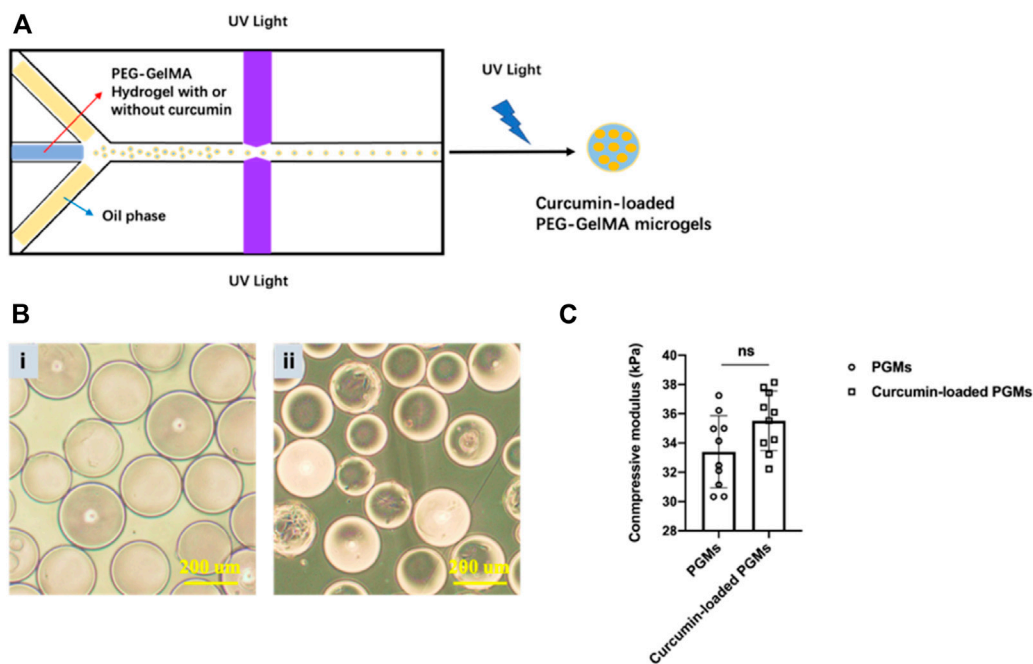 A
UV Light
PEG-GelMA
Hydrogel with or
without curcumin
Oil phase
UV Light
UV Light
Curcumin-loaded
PEG-GelMA microgels
B
i
200 um
ii
200 um
C
Conmpressive modulus (kPa)
40
38
36
34
32
30
28
ns
PGMs
Curcumin-loaded PGMs
PGMs
Curcumin-loaded PGMs